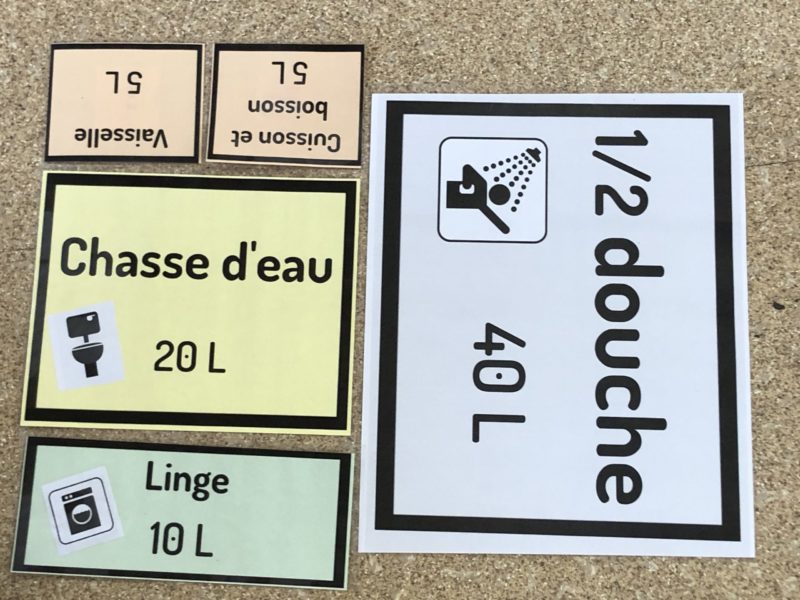 Vaisselle
5 L
Cuisson et
boisson
5 L
Chasse d'eau
20 L
Linge
10 L
1/2 douche
40 L